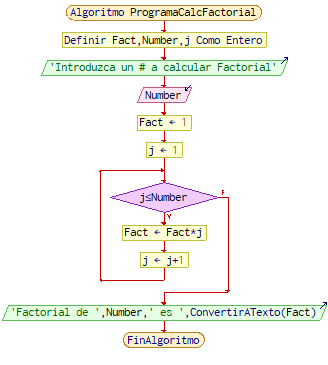 Algoritmo ProgramaCalcFactorial
Definir Fact,Number,j Como Entero
'Introduzca un # a calcular Factorial'
Number
Fact ← 1
j ← 1
j≤Number
F
V
Fact ← Fact*j
j ← j+1
'Factorial de ',Number,' es ',ConvertirATexto(Fact)
FinAlgoritmo